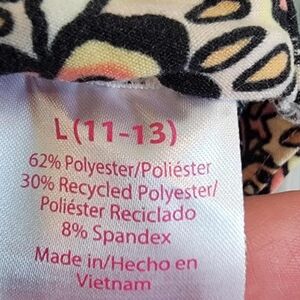 L (11-13)
62% Polyester/Poliéster
30% Recycled Polyester/
Poliéster Reciclado
8% Spandex
Made in/Hecho en
Vietnam